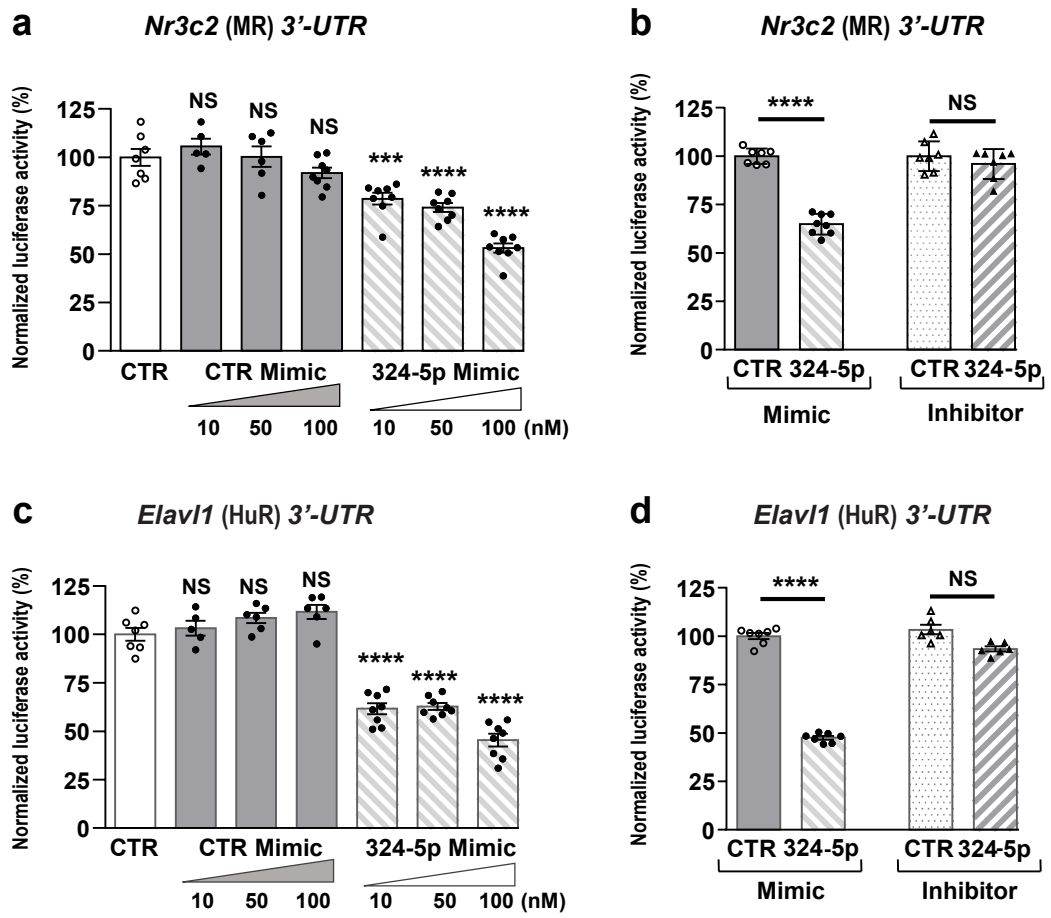 a
Nr3c2 (MR) 3’-UTR
Normalized luciferase activity (%)
125
100
75
50
25
0
NS
NS
NS
***
****
****
CTR
CTR Mimic
324-5p Mimic
10
50
100
10
50
100 (nM)
b
Nr3c2 (MR) 3’-UTR
Normalized luciferase activity (%)
125
100
75
50
25
0
****
NS
CTR 324-5p
CTR 324-5p
Mimic
Inhibitor
c
Elavl1 (HuR) 3’-UTR
Normalized luciferase activity (%)
125
100
75
50
25
0
NS
NS
NS
****
****
****
CTR
CTR Mimic
324-5p Mimic
10
50
100
10
50
100 (nM)
d
Elavl1 (HuR) 3’-UTR
Normalized luciferase activity (%)
125
100
75
50
25
0
****
NS
CTR 324-5p
CTR 324-5p
Mimic
Inhibitor